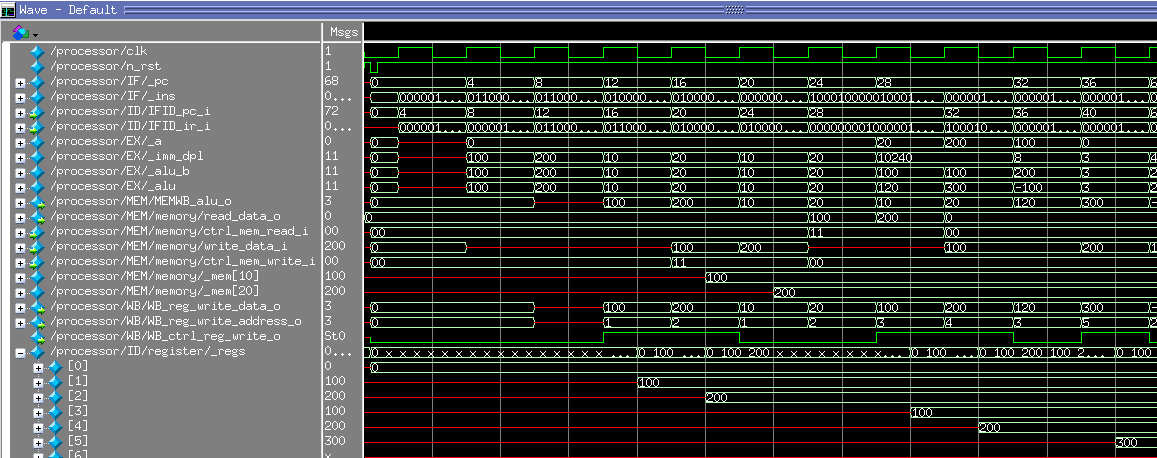 Wave - Default
Msgs
/processor/clk 1
/processor/n_rst 1
/processor/IF/_pc 68 0 4 8 12 16 20 24 28 32 36 6
/processor/IF/_ins 0... 000001... 000001... 011000... 011000... 010000... 010000... 000000... 100010000010001 000000... 000000...
/processor/ID/IFID_pc_i 72 0 4 8 12 16 20 24 28 32 36 40 6
/processor/ID/IFID_ir_i 0... 000001... 000001... 011000... 011000... 010000... 010000... 00000000001000... 100010... 000000... 000000...
/processor/EX/_a 0 0 20 200 100 0
/processor/EX/_imm_dpl 11 0 100 200 10 20 10 20 10240 8 3 4
/processor/EX/_alu_b 11 0 100 200 10 20 10 20 100 100 200 3 2
/processor/EX/_alu 11 0 100 200 10 20 10 20 120 300 -100 3 2
/processor/MEM/MEMWB_alu_o 3 0 100 200 10 20 10 20 120 300 -
/processor/MEM/memory/read_data_o 0 0 100 200 0
/processor/MEM/memory/ctrl_mem_read_i 00 00 11 00
/processor/MEM/memory/write_data_i 200 0 100 200 100 200 1
/processor/MEM/memory/ctrl_mem_write_i 00 00 11 00
/processor/MEM/memory/_mem[10] 100 100
/processor/MEM/memory/_mem[20] 200 200
/processor/WB/WB_reg_write_data_o 3 0 100 200 10 20 100 200 120 300 -
/processor/WB/WB_reg_write_address_o 3 0 1 2 1 2 3 4 3 5 2
/processor/WB/WB_ctrl_reg_write_o St0
/processor/ID/register/_regs 0... 0 x x x x x x x x x x x x x x ... 0 100 ... 0 100 200 x x x x x x x x... 0 100 ... 0 100 200 100 2... 0 100
[0] 0 0
[1] 100 100
[2] 200 200
[3] 100 100
[4] 200 200
[5] 300 300
[6] x